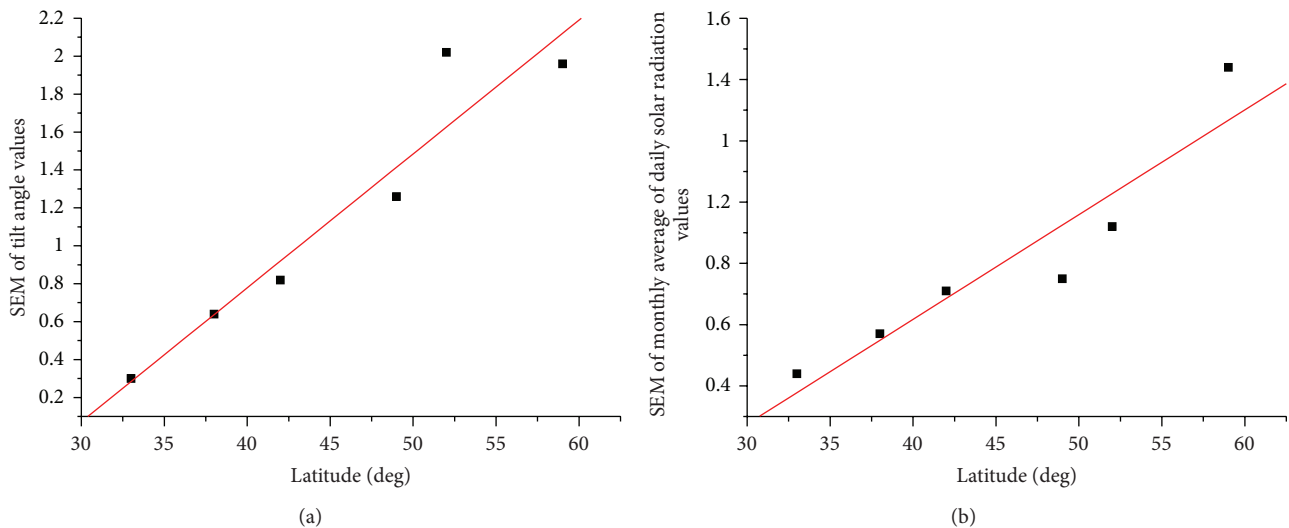 2.2
2
1.8
1.6
1.4
1.2
1
0.8
0.6
0.4
0.2
SEM of tilt angle values
30 35 40 45 50 55 60
Latitude (deg)
(a)
1.6
1.4
1
1.2
0.8
0.6
0.4
SEM of monthly average of daily solar radiation
values
30 35 40 45 50 55 60
Latitude (deg)
(b)